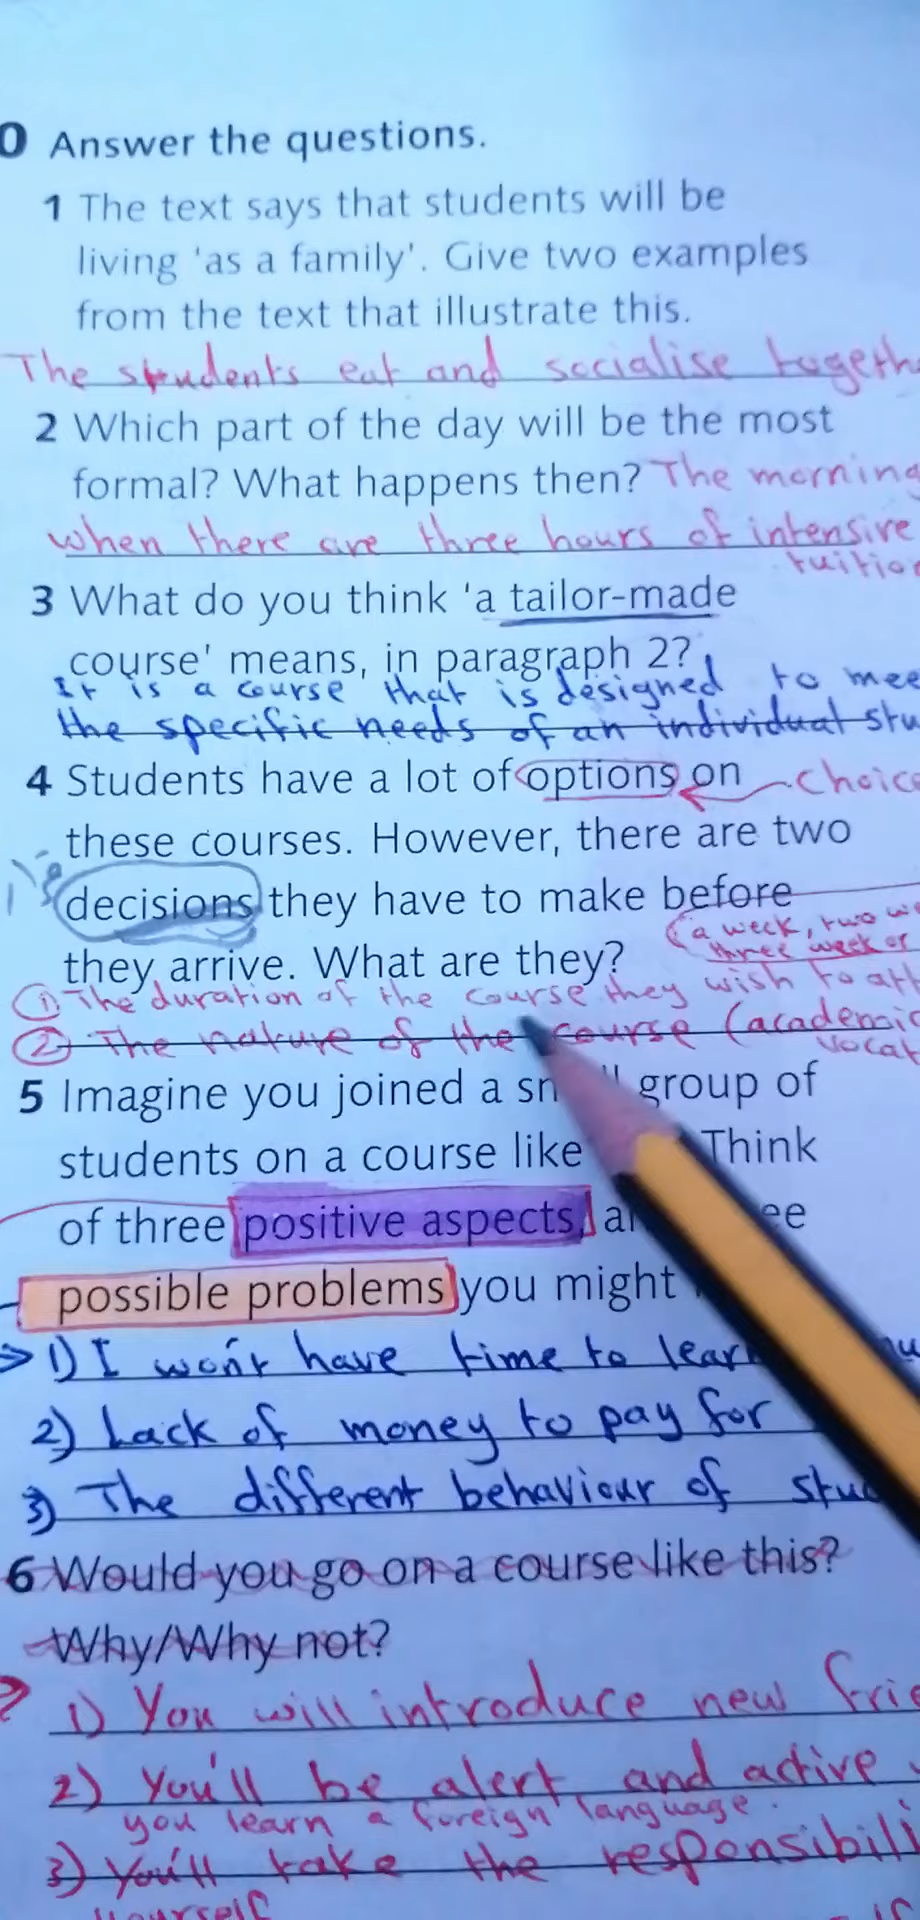 0 Answer the questions.
1 The text says that students will be
living 'as a family'. Give two examples
from the text that illustrate this.
The students eat and socialise togeth
2 Which part of the day will be the most
formal? What happens then? The morning
when there are three hours of intensive
tuition
3 What do you think 'a tailor-made
course' means, in paragraph 2?
It is a course that is designed to mee
the specific needs of an individual stu
4 Students have a lot of options on choice
these courses. However, there are two
decisions they have to make before
(a week, two w
they arrive. What are they? three week or
① The duration of the course they wish to att
② The nature of the course (academic
vocat
5 Imagine you joined a sm group of
students on a course like Think
of three positive aspects, ee
possible problems you might
1) I won't have time to lear
2) Lack of money to pay for
3) The different behaviour of stu
6 Would you go on a course like this?
Why/Why not?
1) You will introduce new frie
2) You'll be alert and active
you learn a foreign language.
3) You'll take the responsibili
yourself